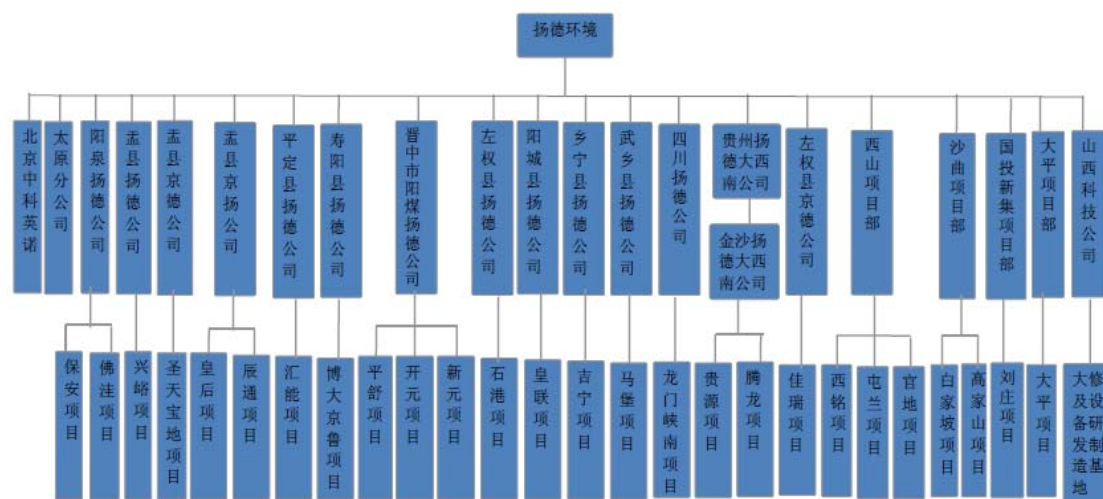 扬德环境
北京中科英诺
太原分公司
阳泉扬德公司
盂县扬德公司
盂县京德公司
盂县京扬公司
平定县扬德公司
寿阳县扬德公司
晋中市阳煤扬德公司
左权县扬德公司
阳城县扬德公司
乡宁县扬德公司
武乡县扬德公司
四川扬德公司
贵州大南
扬德西公司
左权县京德公司
西山项目部
沙曲项目部
国投新集项目部
大平项目部
山西科技公司
金沙大南
扬德西公司
保安项目
佛洼项目
兴峪项目
圣天宝地项目
皇后项目
辰通项目
汇能项目
博大京鲁项目
平舒项目
开元项目
新元项目
石港项目
皇联项目
吉宁项目
马堡项目
龙门峡南项目
贵源项目
腾龙项目
佳瑞项目
西铭项目
屯兰项目
官地项目
白家坡项目
高家山项目
刘庄项目
大平项目
大修及设备研发制造基地